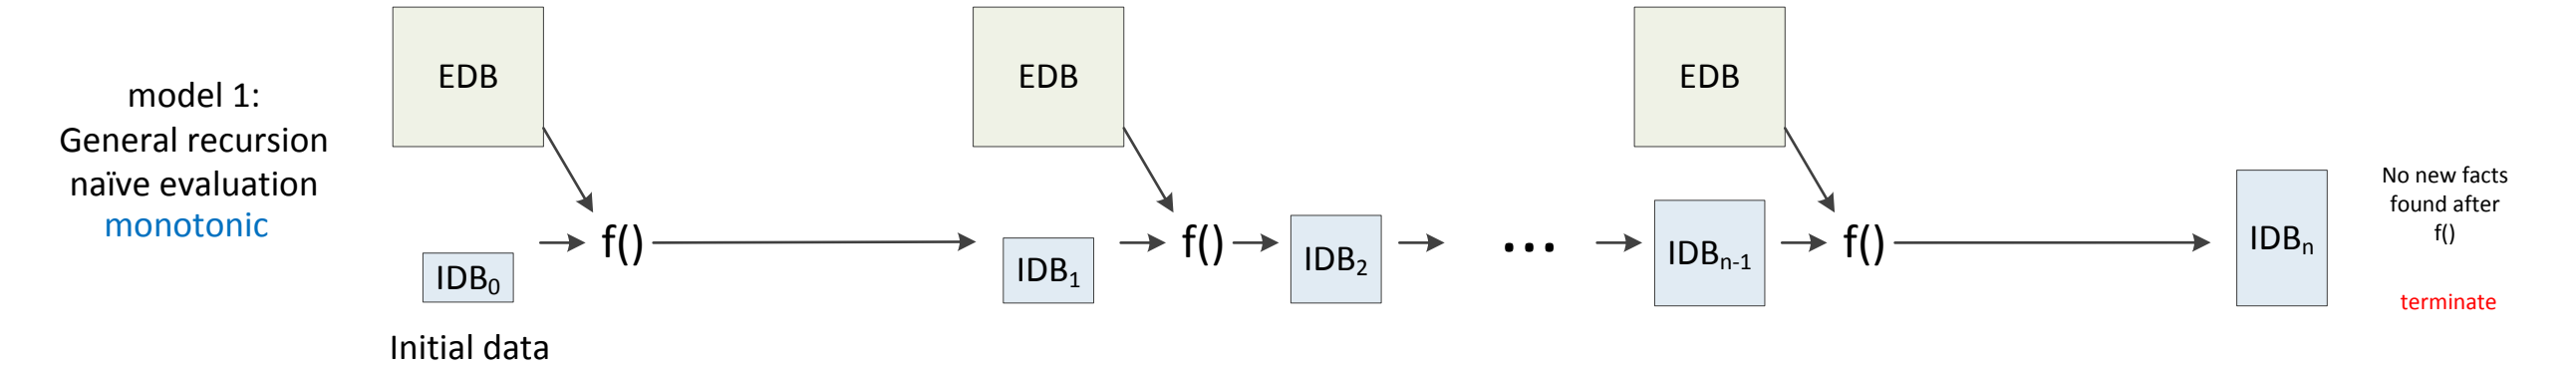 model 1:
General recursion
naïve evaluation
monotonic
EDB
IDB₀
Initial data
f()
EDB
IDB₁
f()
IDB₂
...
EDB
IDBₙ₋₁
f()
IDBₙ
No new facts
found after
f()
terminate